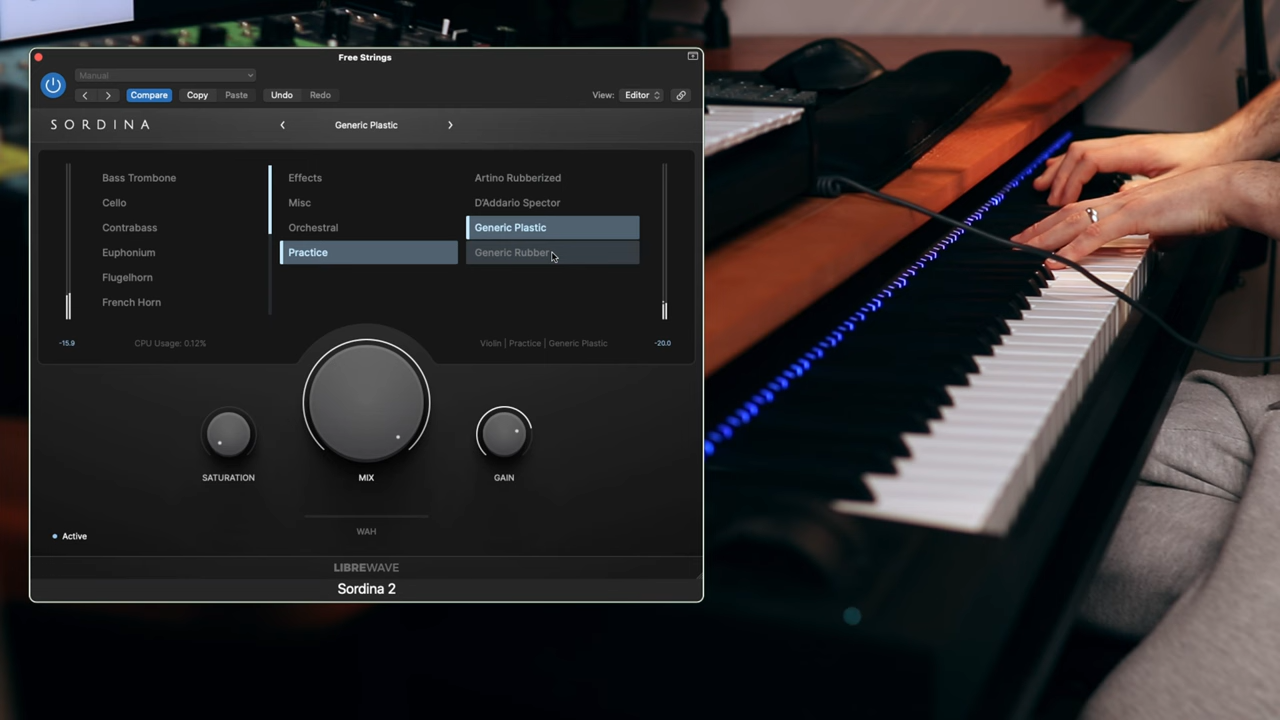 Free Strings
Manual
Compare Copy Paste Undo Redo View: Editor
SORDINA Generic Plastic
Bass Trombone Effects Artino Rubberized
Cello Misc D'Addario Spector
Contrabass Orchestral Generic Plastic
Euphonium Practice Generic Rubber
Flugelhorn
French Horn
-15.9 CPU Usage: 0.12% Violin | Practice | Generic Plastic -20.0
SATURATION MIX GAIN
WAH
Active
LIBREWAVE
Sordina 2